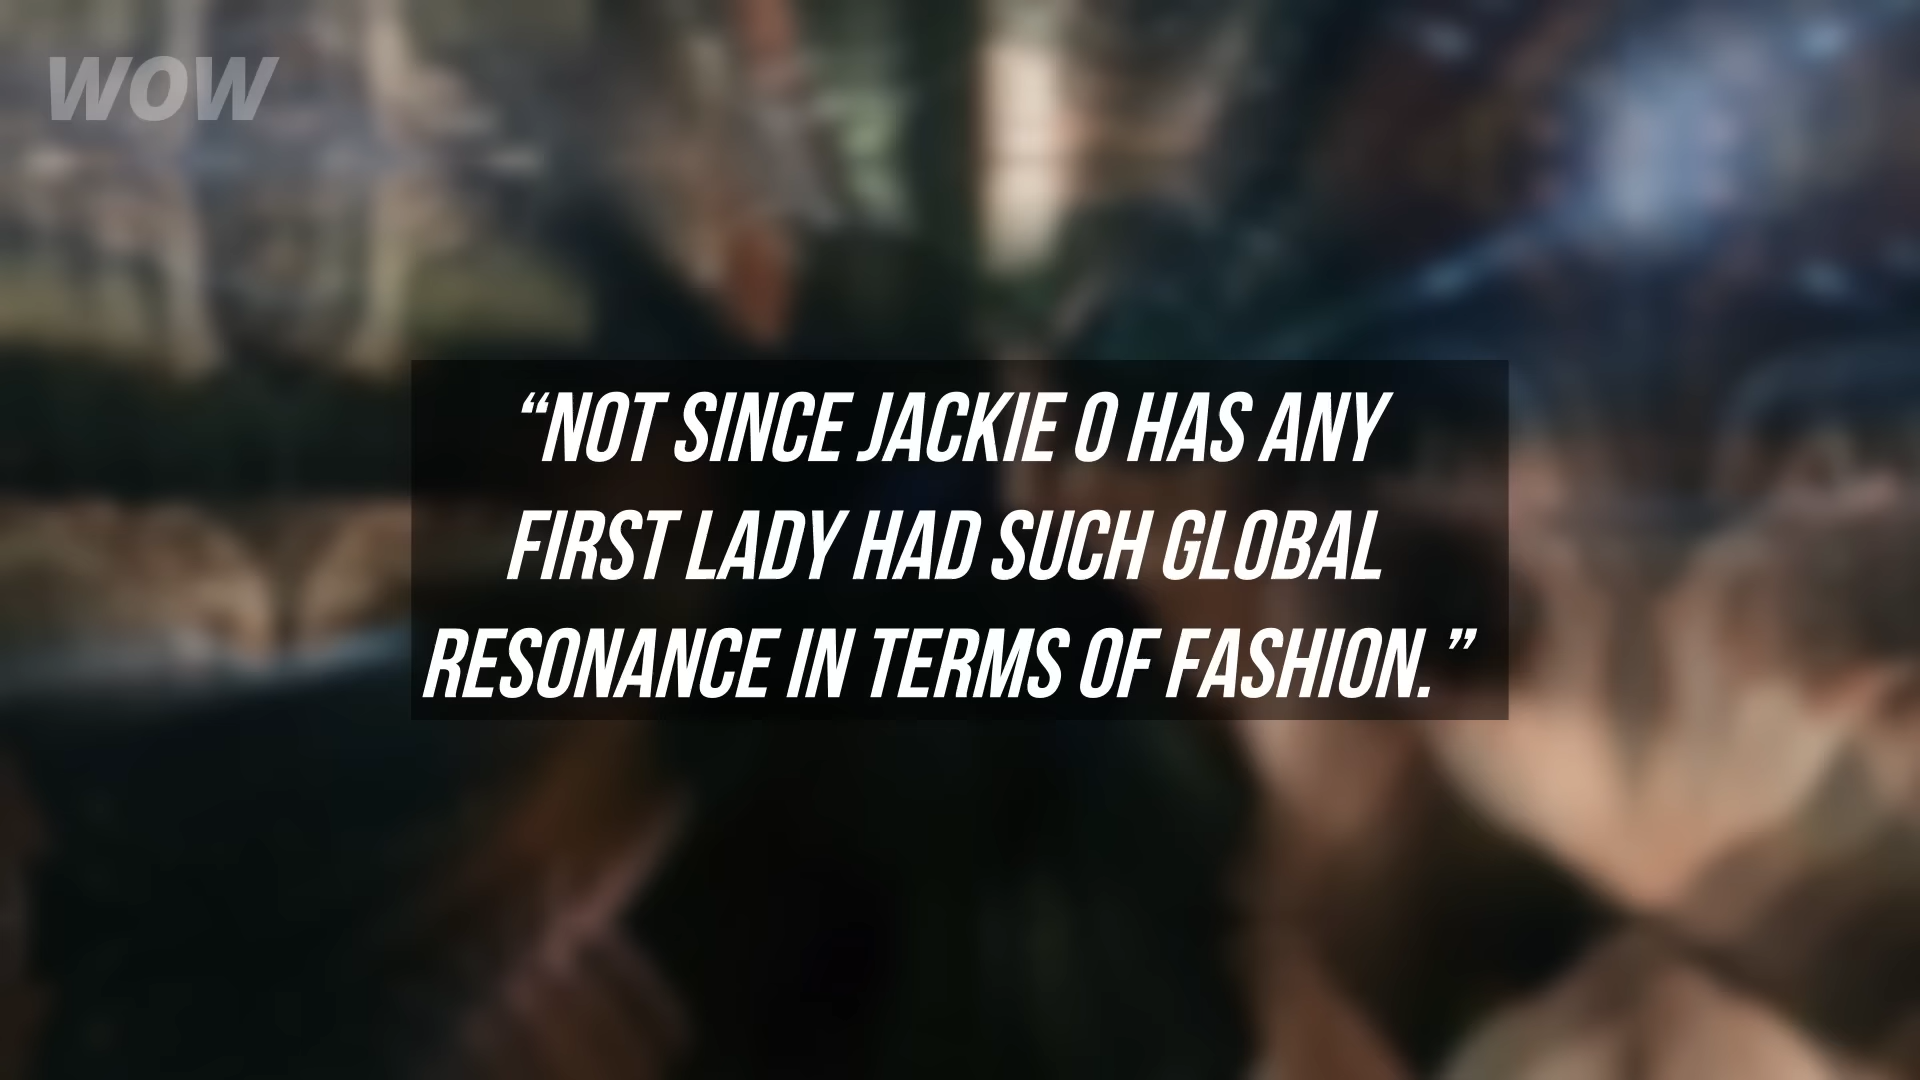 WOW
“NOT SINCE JACKIE O HAS ANY
FIRST LADY HAD SUCH GLOBAL
RESONANCE IN TERMS OF FASHION.”